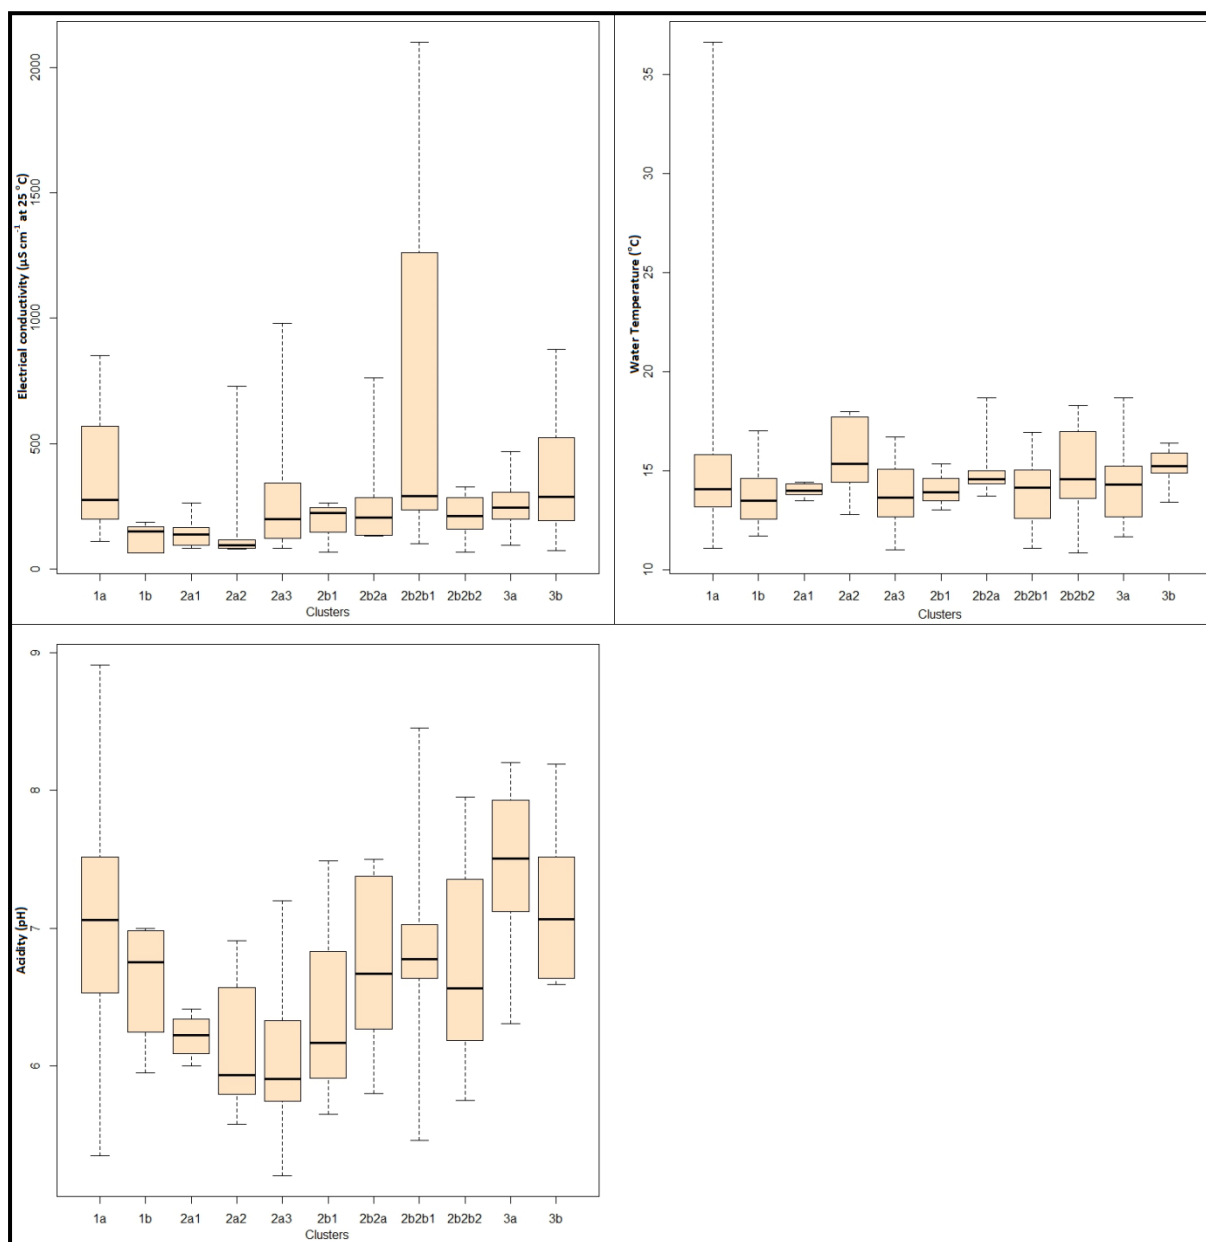 Electrical conductivity (µS cm⁻¹ at 25 °C)
2000
1500
1000
500
0
1a 1b 2a1 2a2 2a3 2b1 2b2a 2b2b1 2b2b2 3a 3b
Clusters
Water Temperature (°C)
35
30
25
20
15
10
1a 1b 2a1 2a2 2a3 2b1 2b2a 2b2b1 2b2b2 3a 3b
Clusters
Acidity (pH)
9
8
7
6
1a 1b 2a1 2a2 2a3 2b1 2b2a 2b2b1 2b2b2 3a 3b
Clusters